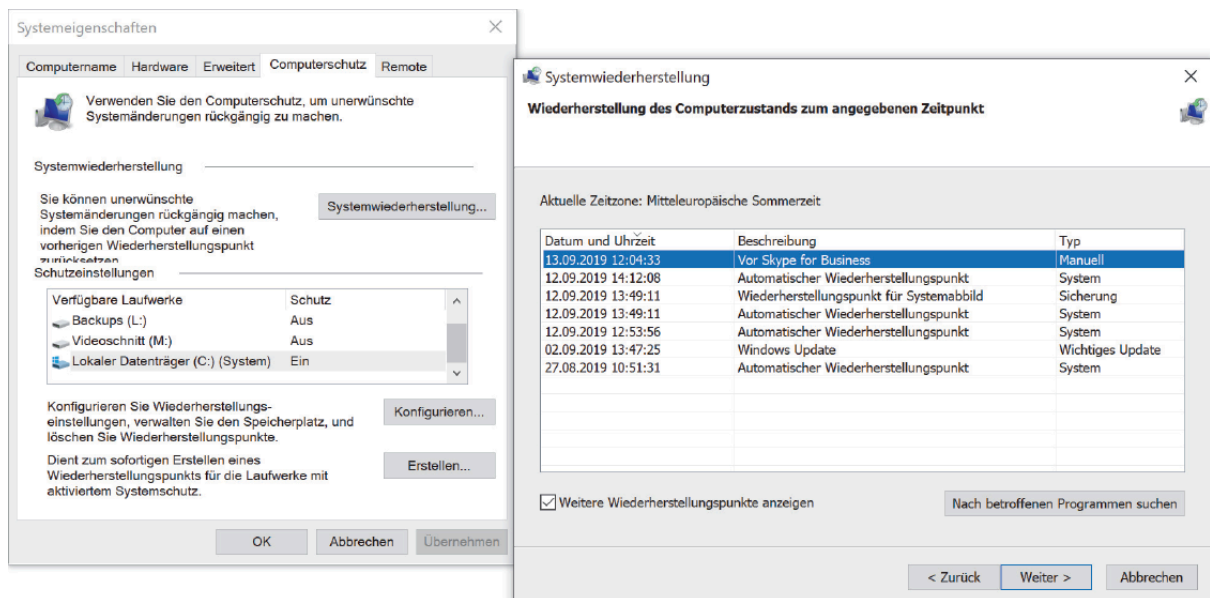 Systemeigenschaften
Computername Hardware Erweitert Computerschutz Remote
Verwenden Sie den Computerschutz, um unerwünschte
Systemänderungen rückgängig zu machen.
Systemwiederherstellung
Sie können unerwünschte
Systemänderungen rückgängig machen,
indem Sie den Computer auf einen
vorherigen Wiederherstellungspunkt
zurücksetzen.
Systemwiederherstellung...
Schutzeinstellungen
Verfügbare Laufwerke Schutz
Backups (L:) Aus
Videoschnitt (M:) Aus
Lokaler Datenträger (C:) (System) Ein
Konfigurieren Sie Wiederherstellungs-
einstellungen, verwalten Sie den Speicherplatz, und
löschen Sie Wiederherstellungspunkte.
Konfigurieren...
Dient zum sofortigen Erstellen eines
Wiederherstellungspunkts für die Laufwerke mit
aktiviertem Systemschutz.
Erstellen...
OK Abbrechen Übernehmen
Systemwiederherstellung
Wiederherstellung des Computerzustands zum angegebenen Zeitpunkt
Aktuelle Zeitzone: Mitteleuropäische Sommerzeit
Datum und Uhrzeit Beschreibung Typ
13.09.2019 12:04:33 Vor Skype for Business Manuell
12.09.2019 14:12:08 Automatischer Wiederherstellungspunkt System
12.09.2019 13:49:11 Wiederherstellungspunkt für Systemabbild Sicherung
12.09.2019 13:49:11 Automatischer Wiederherstellungspunkt System
12.09.2019 12:53:56 Automatischer Wiederherstellungspunkt System
02.09.2019 13:47:25 Windows Update Wichtiges Update
27.08.2019 10:51:31 Automatischer Wiederherstellungspunkt System
Weitere Wiederherstellungspunkte anzeigen
Nach betroffenen Programmen suchen
< Zurück Weiter > Abbrechen